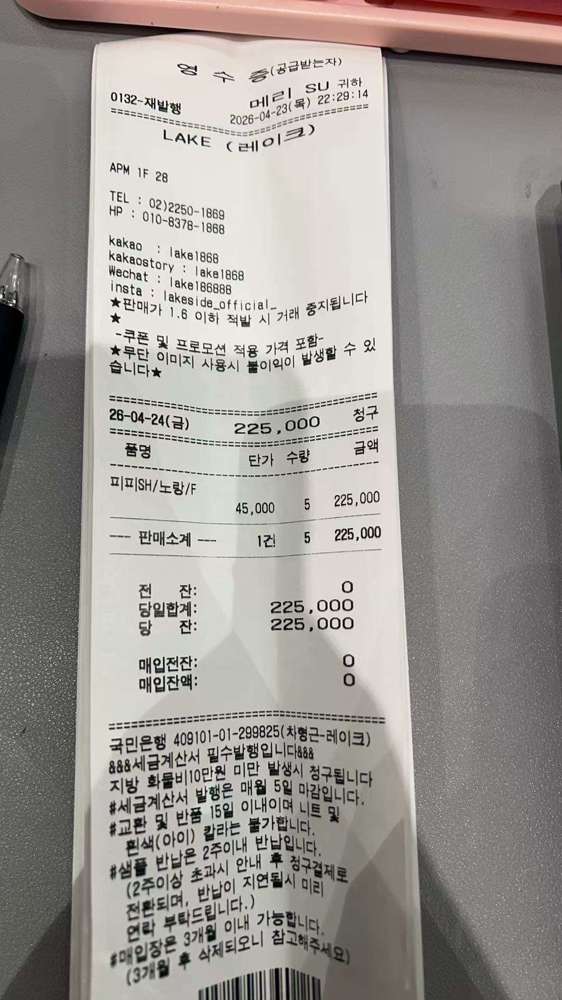 영 수 증(공급받는자)
0132-재발행 메리 SU 귀하
2026-04-23(목) 22:29:14
LAKE (레이크)
APM 1F 28
TEL : 02)2250-1869
HP : 010-8378-1868
kakao : lake1868
kakaostory : lake1868
Wechat : lake186888
insta : lakeside_official_
★판매가 1.6 이하 적발 시 거래 중지됩니다
★
-쿠폰 및 프로모션 적용 가격 포함-
★무단 이미지 사용시 불이익이 발생할 수 있
습니다★
26-04-24(금) 225,000 청구
품명 단가 수량 금액
피피SH/노랑/F
45,000 5 225,000
--- 판매소계 --- 1건 5 225,000
전 잔: 0
당일합계: 225,000
당 잔: 225,000
매입전잔: 0
매입잔액: 0
국민은행 409101-01-299825(차형근-레이크)
&&&세금계산서 필수발행입니다&&&
지방 화물비10만원 미만 발생시 청구됩니다
#세금계산서 발행은 매월 5일 마감입니다.
#교환 및 반품 15일 이내이며 니트 및
흰색(아이) 칼라는 불가합니다.
#샘플 반납은 2주이내 반납입니다.
(2주이상 초과시 안내 후 청구결제로
전환되며, 반납이 지연될시 미리
연락 부탁드립니다.)
#매입장은 3개월 이내 가능합니다.
(3개월 후 삭제되오니 참고해주세요)